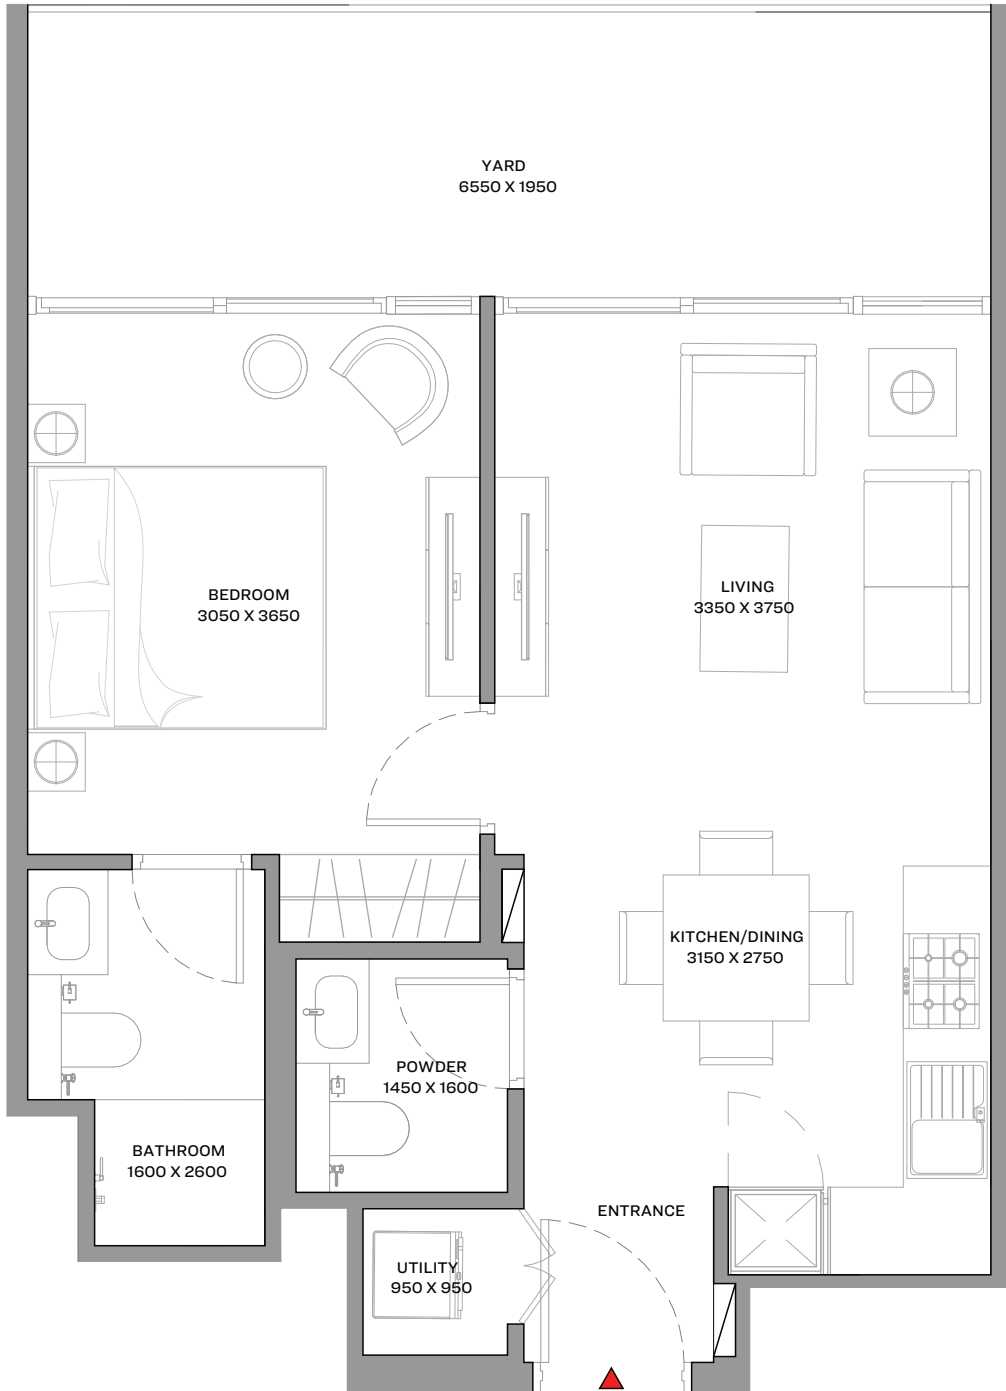 YARD
6550 X 1950
BEDROOM
3050 X 3650
LIVING
3350 X 3750
KITCHEN/DINING
3150 X 2750
POWDER
1450 X 1600
BATHROOM
1600 X 2600
ENTRANCE
UTILITY
950 X 950